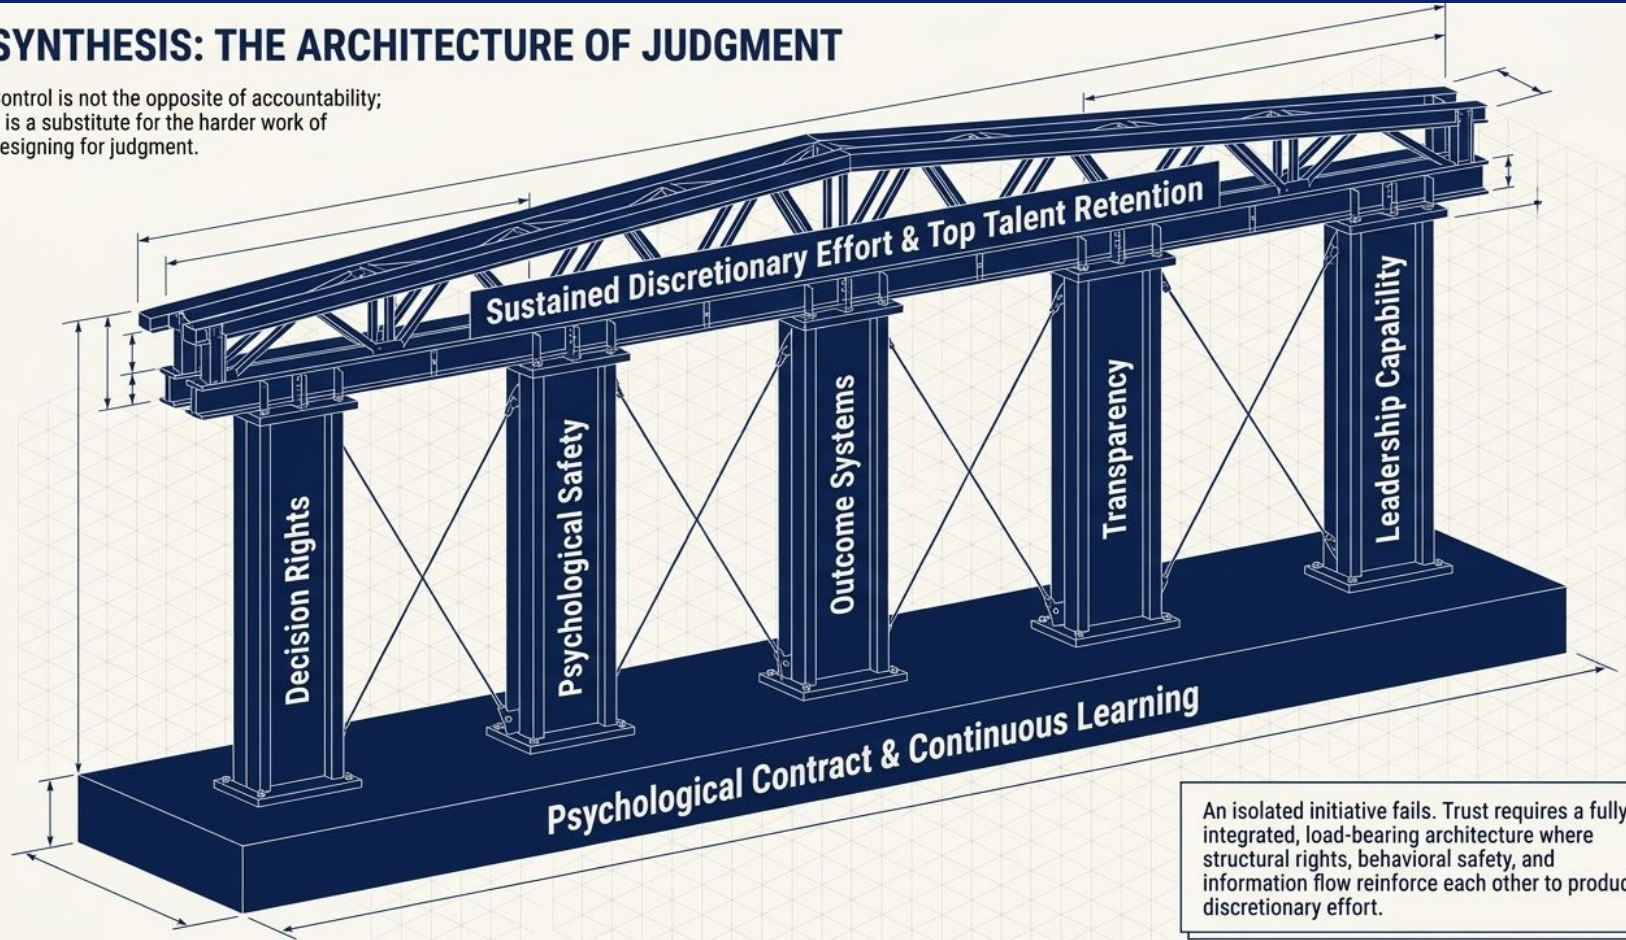 SYNTHESIS: THE ARCHITECTURE OF JUDGMENT
ontrol is not the opposite of accountability;
is a substitute for the harder work of
esigning for judgment.
Sustained Discretionary Effort & Top Talent Retention
Decision Rights
Psychological Safety
Outcome Systems
Transparency
Leadership Capability
Psychological Contract & Continuous Learning
An isolated initiative fails. Trust requires a fully
integrated, load-bearing architecture where
structural rights, behavioral safety, and
information flow reinforce each other to produc
discretionary effort.